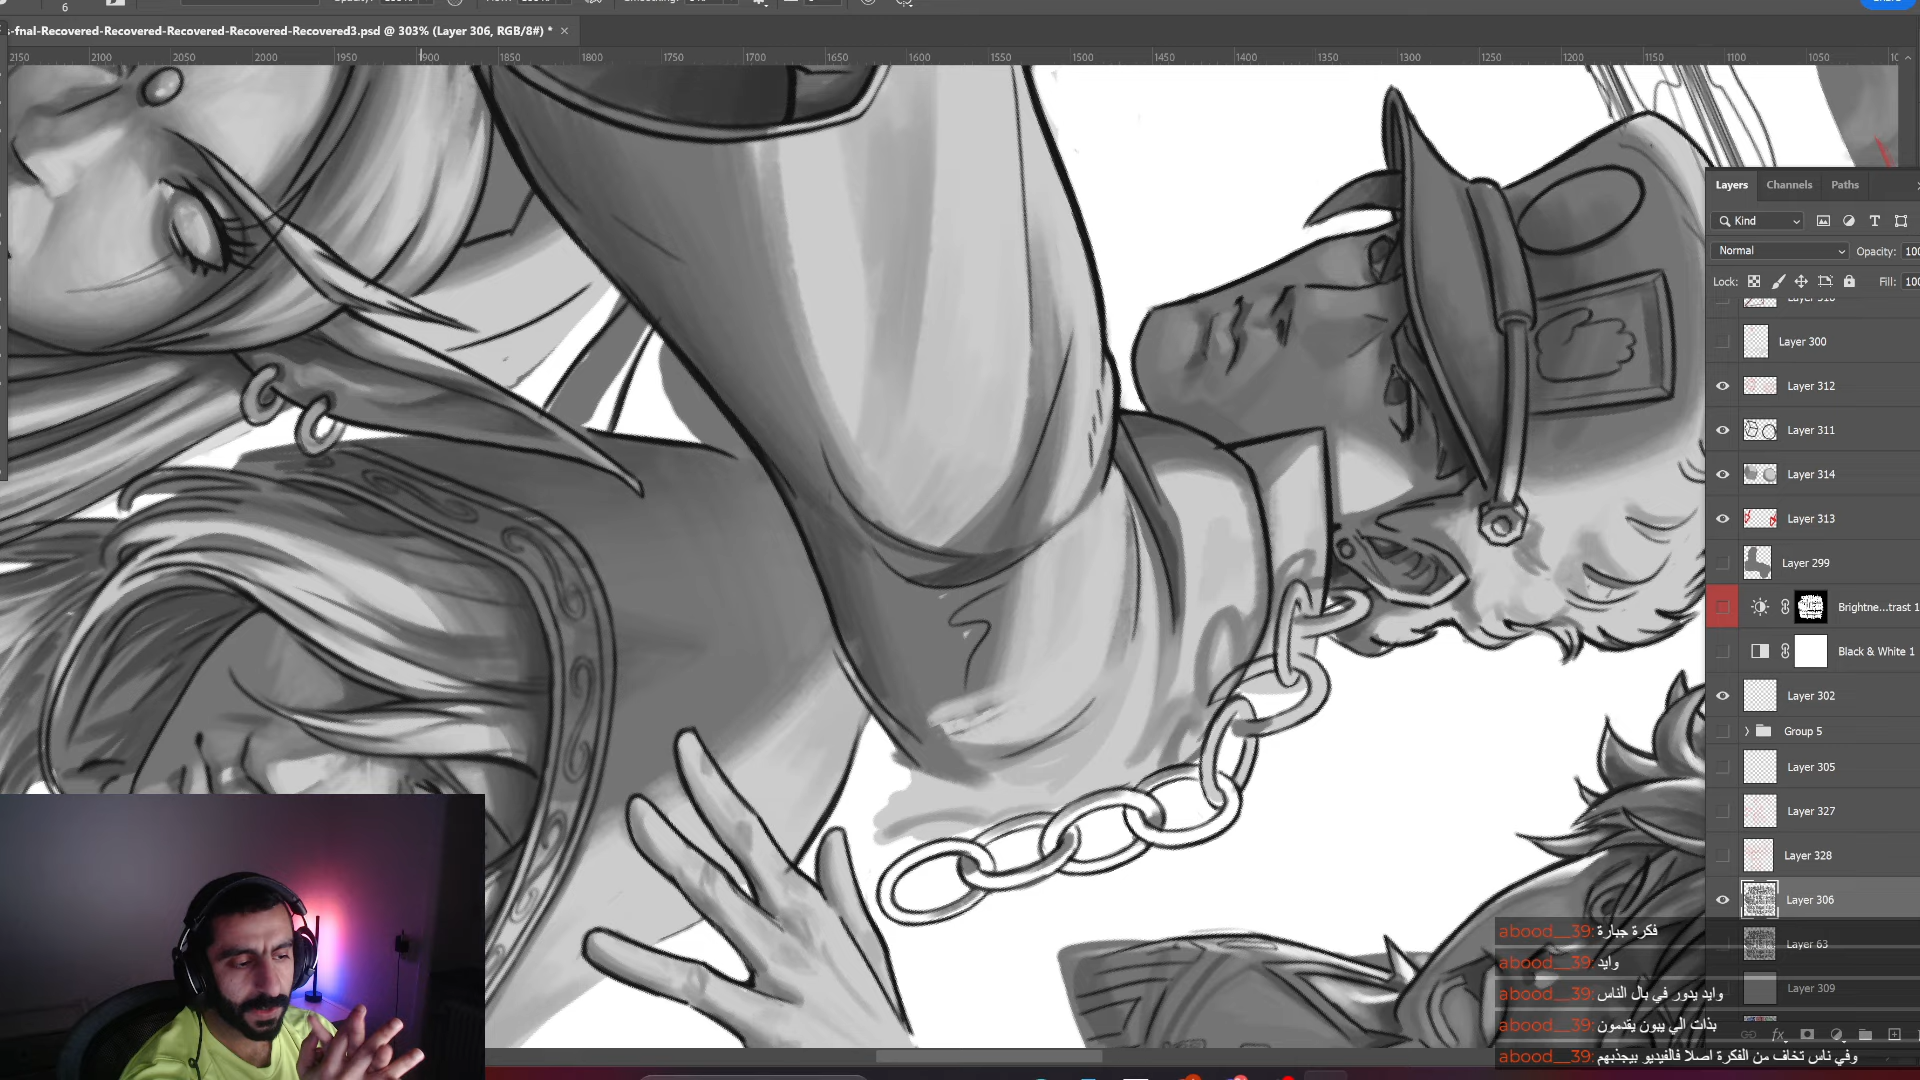 6
s-fnal-Recovered-Recovered-Recovered-Recovered-Recovered3.psd @ 303% (Layer 306, RGB/8#) *
2150 2100 2050 2000 1950 1900 1850 1800 1750 1700 1650 1600 1550 1500 1450 1400 1350 1300 1250 1200 1150 1100 1050
Layers Channels Paths
Kind
Normal Opacity: 100
Lock: Fill: 100
Layer 300
Layer 312
Layer 311
Layer 314
Layer 313
Layer 299
Brightne...trast 1
Black & White 1
Layer 302
Group 5
Layer 305
Layer 327
Layer 328
Layer 306
Layer 63
Layer 309
abood__39: فكرة جبارة
abood__39: وايد
abood__39: وايد يدور في بال الناس
abood__39: بذات الي يبون يقدمون
abood__39: وفي ناس تخاف من الفكرة اصلا فالفيديو بيجذبهم